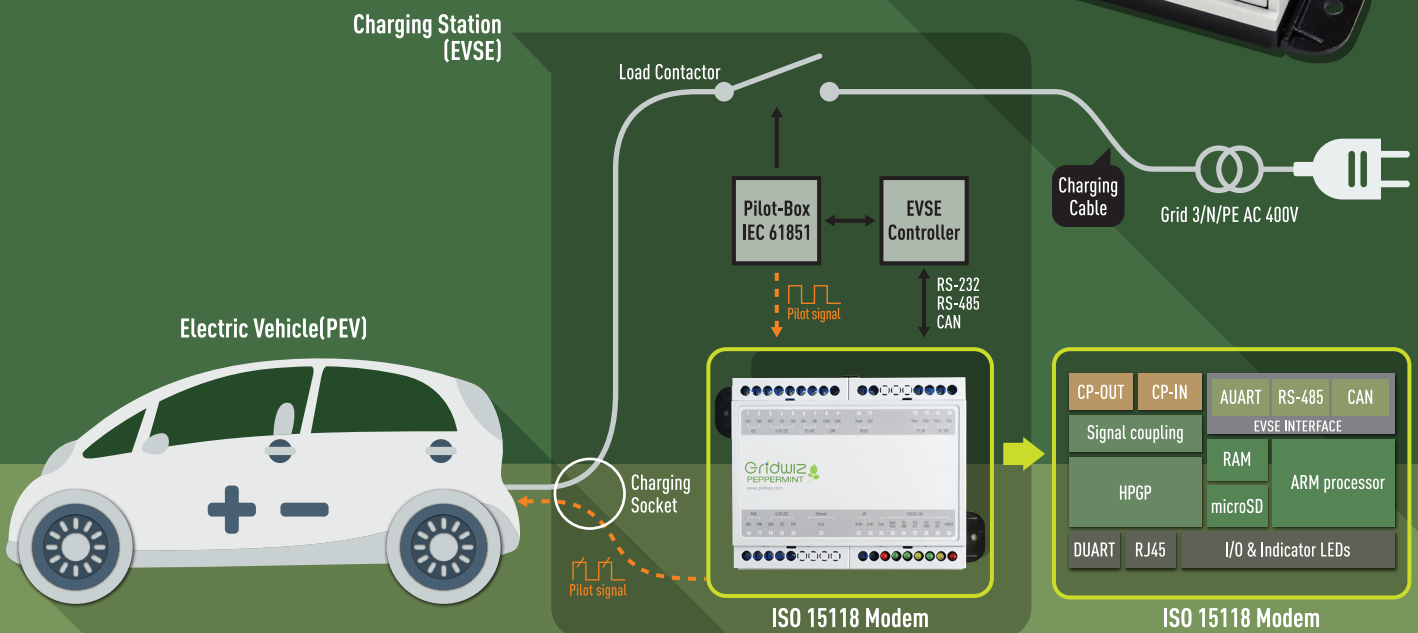 Charging Station
(EVSE)
Load Contactor
Charging
Cable
Grid 3/N/PE AC 400V
Pilot-Box
IEC 61851
EVSE
Controller
Pilot signal
RS-232
RS-485
CAN
Electric Vehicle(PEV)
Gridwiz
PEPPERMINT
www.gridwiz.com
Charging
Socket
Pilot signal
ISO 15118 Modem
CP-OUT
CP-IN
AUART
RS-485
CAN
EVSE INTERFACE
Signal coupling
RAM
ARM processor
HPGP
microSD
DUART
RJ45
I/O & Indicator LEDs
ISO 15118 Modem